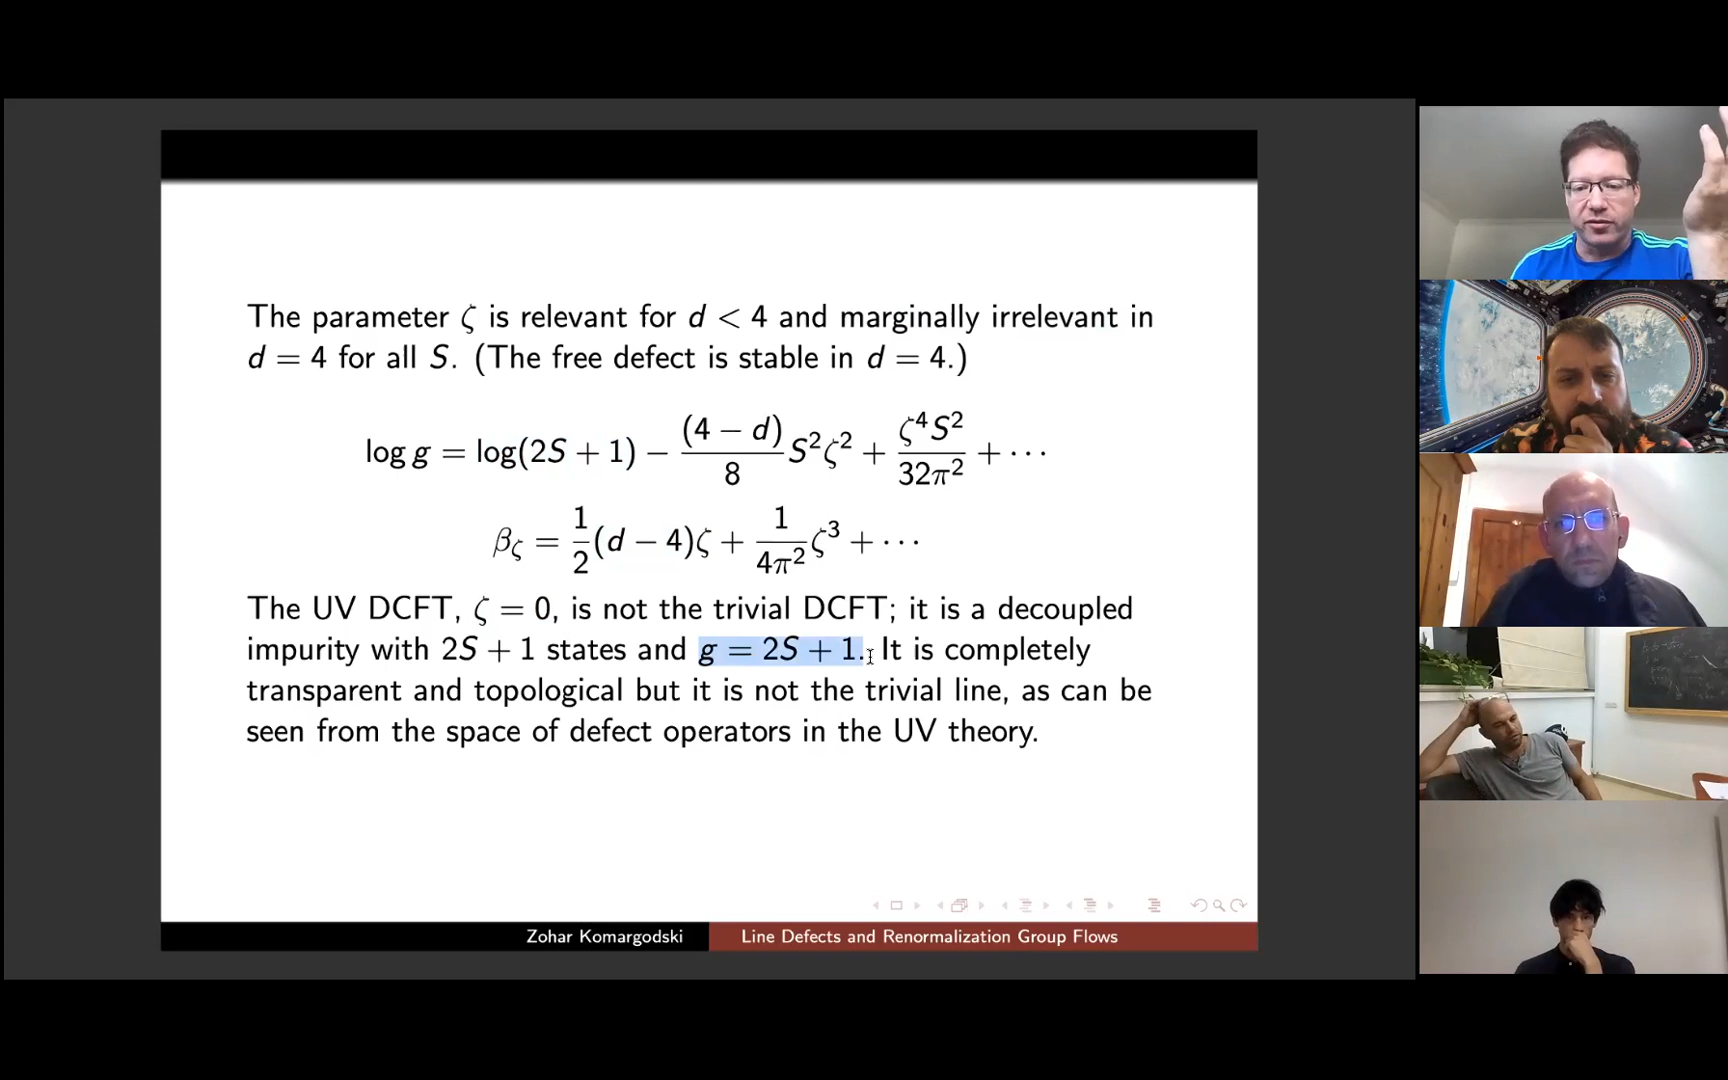 The parameter ζ is relevant for d < 4 and marginally irrelevant in
d = 4 for all S. (The free defect is stable in d = 4.)
log g = log(2S + 1) − (4 − d)/8 S²ζ² + ζ⁴S²/32π² + ···
β_ζ = 1/2 (d − 4)ζ + 1/4π² ζ³ + ···
The UV DCFT, ζ = 0, is not the trivial DCFT; it is a decoupled
impurity with 2S + 1 states and g = 2S + 1. It is completely
transparent and topological but it is not the trivial line, as can be
seen from the space of defect operators in the UV theory.
Zohar Komargodski Line Defects and Renormalization Group Flows